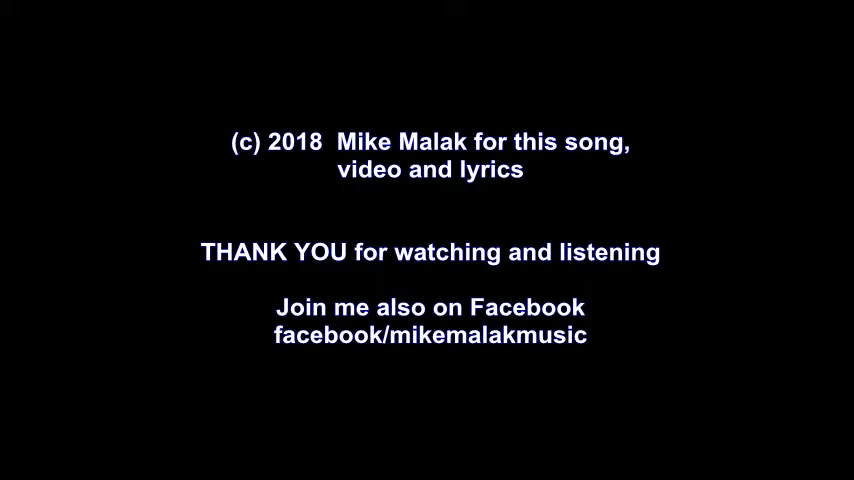 (c) 2018  Mike Malak for this song,
video and lyrics
THANK YOU for watching and listening
Join me also on Facebook
facebook/mikemalakmusic